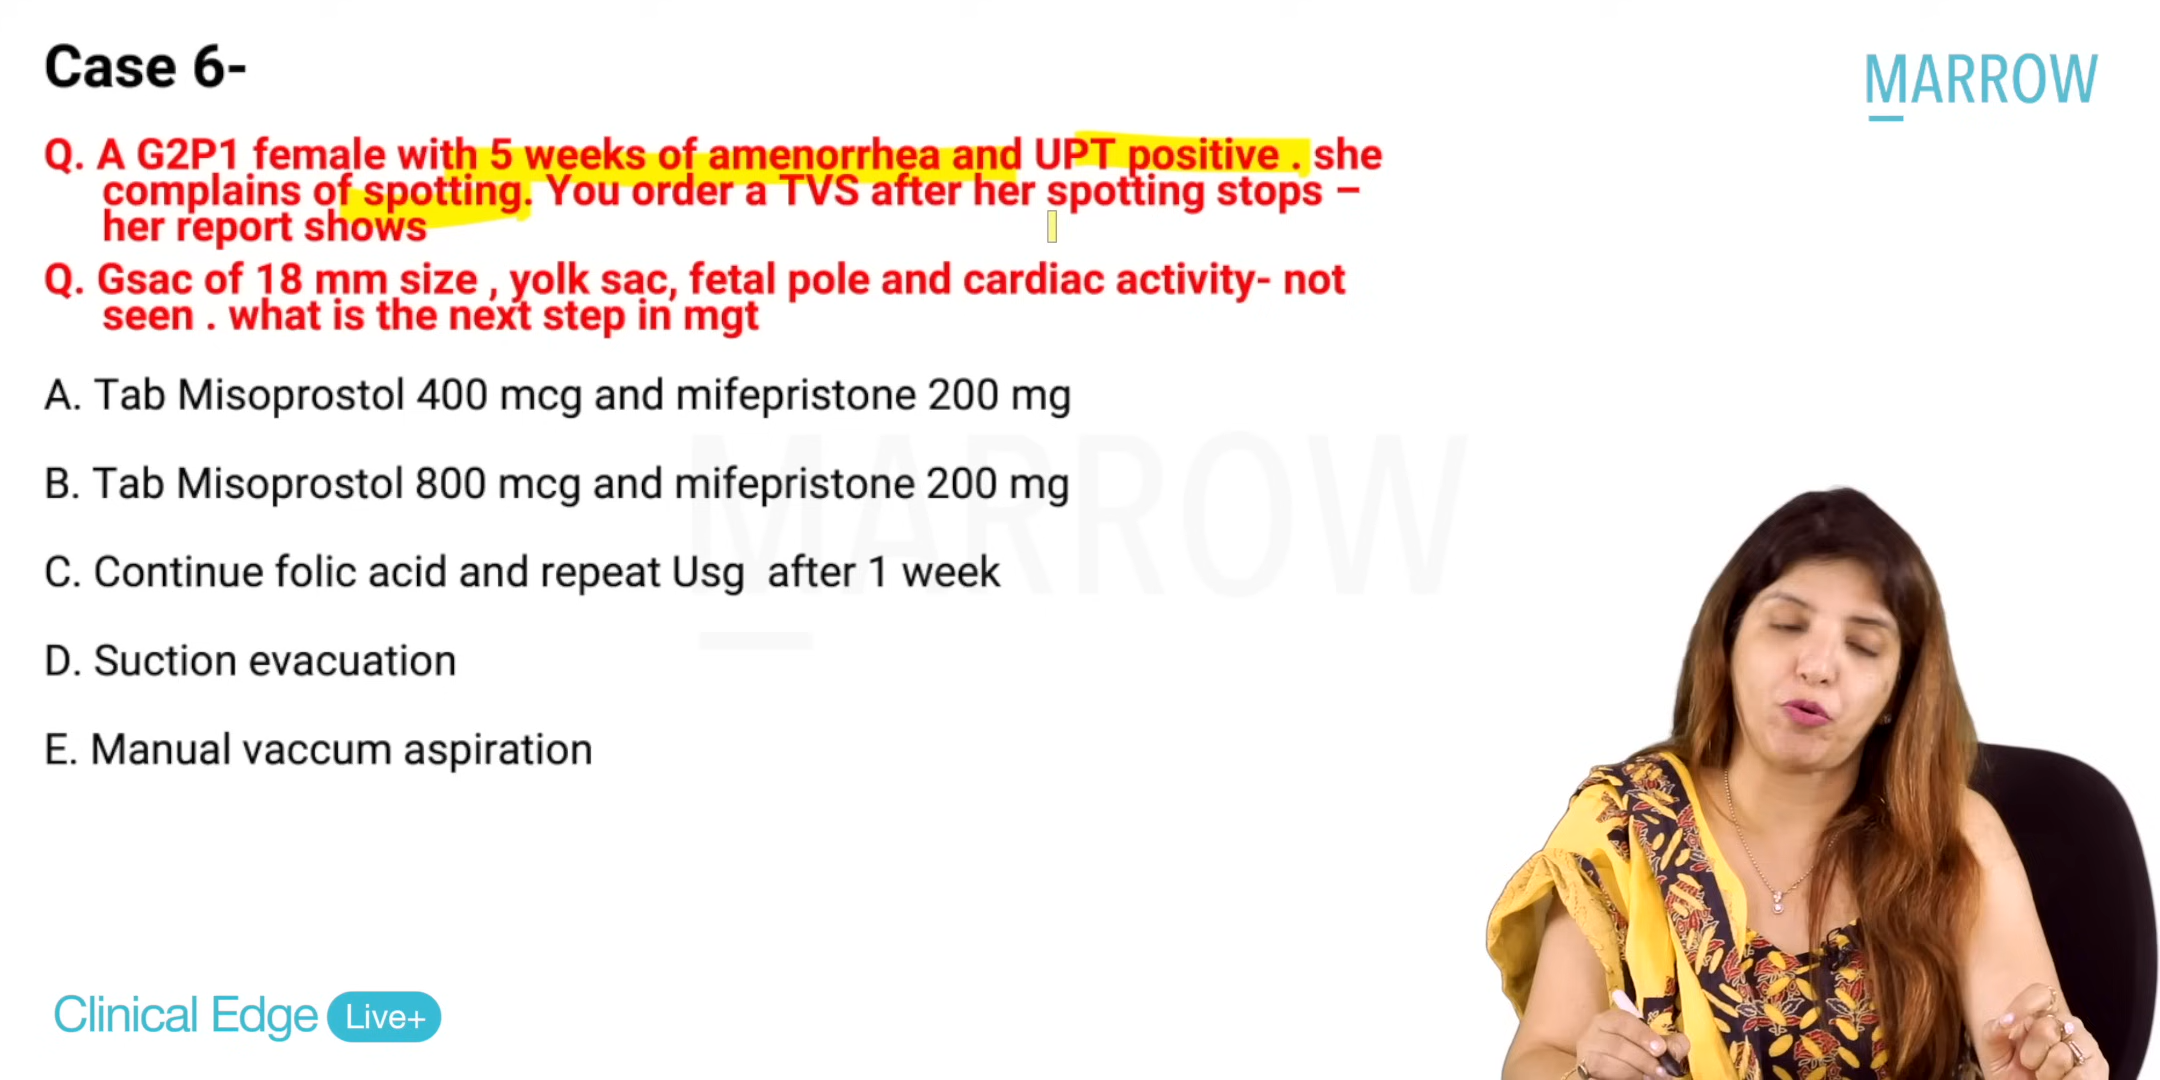 Case 6-
MARROW
Q. A G2P1 female with 5 weeks of amenorrhea and UPT positive . she
complains of spotting. You order a TVS after her spotting stops –
her report shows
Q. Gsac of 18 mm size , yolk sac, fetal pole and cardiac activity- not
seen . what is the next step in mgt
A. Tab Misoprostol 400 mcg and mifepristone 200 mg
B. Tab Misoprostol 800 mcg and mifepristone 200 mg
MARROW
C. Continue folic acid and repeat Usg after 1 week
D. Suction evacuation
E. Manual vaccum aspiration
Clinical Edge Live+